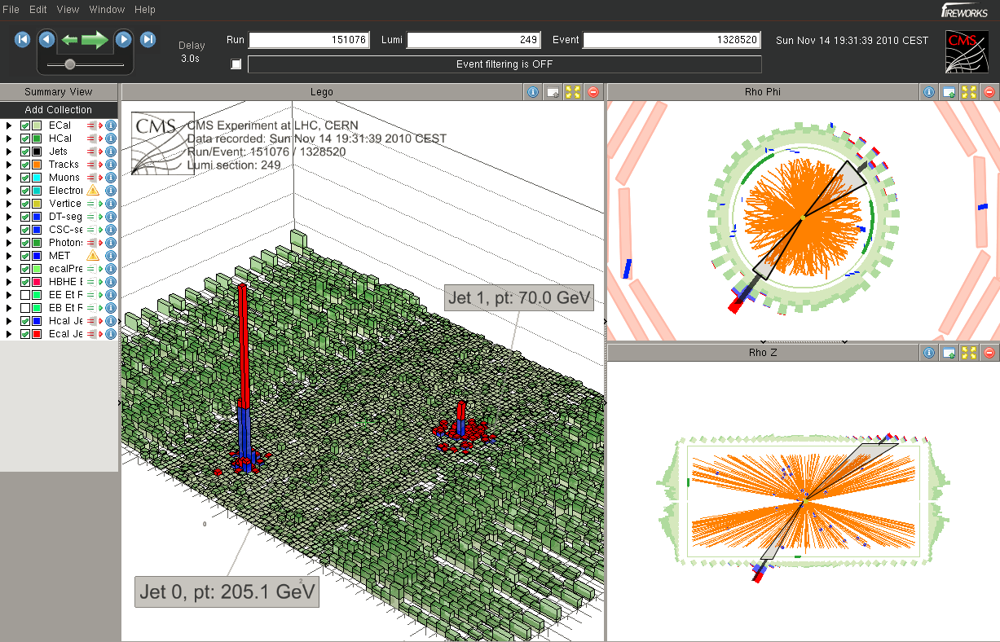 File Edit View Window Help
FIREWORKS
Delay
3.0s
Run 151076 Lumi 249 Event 1328520 Sun Nov 14 19:31:39 2010 CEST
CMS
Event filtering is OFF
Summary View
Add Collection
ECal
HCal
Jets
Tracks
Muons
Electror
Vertice
DT-seg
CSC-se
Photon:
MET
ecalPre
HBHE E
EE Et F
EB Et F
Hcal Je
Ecal Je
Lego
CMS
CMS Experiment at LHC, CERN
Data recorded: Sun Nov 14 19:31:39 2010 CEST
Run/Event: 151076 / 1328520
Lumi section: 249
Jet 1, pt: 70.0 GeV
0
2
Jet 0, pt: 205.1 GeV
Rho Phi
Rho Z